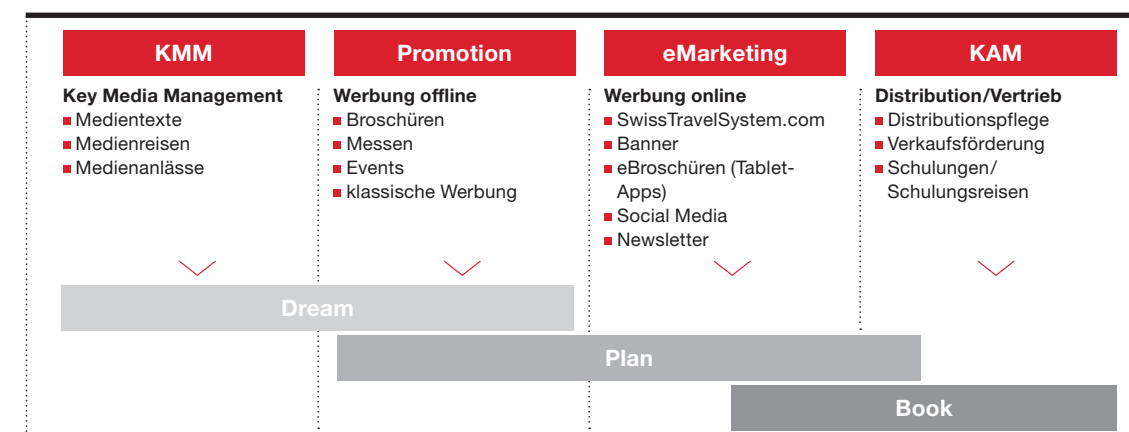 KMM
Key Media Management
Medientexte
Medienreisen
Medienanlässe
Promotion
Werbung offline
Broschüren
Messen
Events
klassische Werbung
eMarketing
Werbung online
SwissTravelSystem.com
Banner
eBroschüren (Tablet-
Apps)
Social Media
Newsletter
KAM
Distribution/Vertrieb
Distributionspflege
Verkaufsförderung
Schulungen/
Schulungsreisen
Dream
Plan
Book